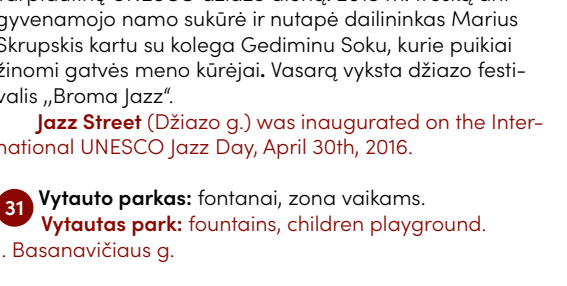 gyvenamojo namo sukūrė ir nutapė dailininkas Marius
Skrupskis kartu su kolega Gediminu Soku, kurie puikiai
žinomi gatvės meno kūrėjai. Vasarą vyksta džiazo festi-
valis ,,Broma Jazz“.
Jazz Street (Džiazo g.) was inaugurated on the Inter-
national UNESCO Jazz Day, April 30th, 2016.
31 Vytauto parkas: fontanai, zona vaikams.
Vytautas park: fountains, children playground.
. Basanavičiaus g.